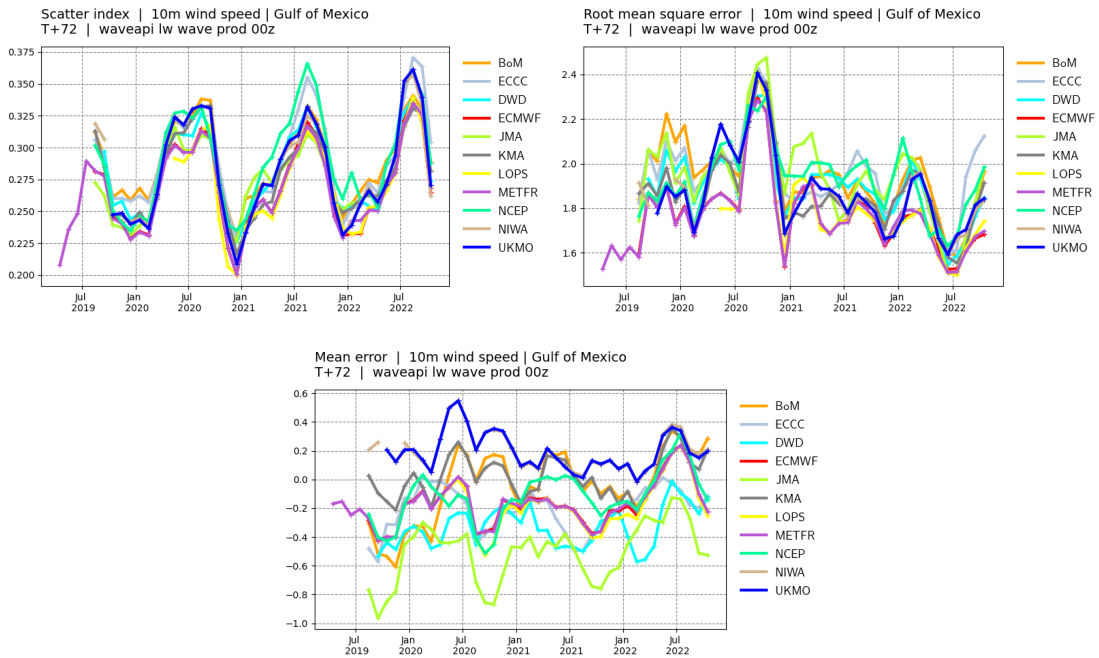 Scatter index | 10m wind speed | Gulf of Mexico
T+72 | waveapi lw wave prod 00z
0.375
0.350
0.325
0.300
0.275
0.250
0.225
0.200
Jul 2019
Jan 2020
Jul 2020
Jan 2021
Jul 2021
Jan 2022
Jul 2022
BoM
ECCC
DWD
ECMWF
JMA
KMA
LOPS
METFR
NCEP
NIWA
UKMO
Root mean square error | 10m wind speed | Gulf of Mexico
T+72 | waveapi lw wave prod 00z
2.4
2.2
2.0
1.8
1.6
Jul 2019
Jan 2020
Jul 2020
Jan 2021
Jul 2021
Jan 2022
Jul 2022
BoM
ECCC
DWD
ECMWF
JMA
KMA
LOPS
METFR
NCEP
NIWA
UKMO
Mean error | 10m wind speed | Gulf of Mexico
T+72 | waveapi lw wave prod 00z
0.6
0.4
0.2
0.0
−0.2
−0.4
−0.6
−0.8
−1.0
Jul 2019
Jan 2020
Jul 2020
Jan 2021
Jul 2021
Jan 2022
Jul 2022
BoM
ECCC
DWD
ECMWF
JMA
KMA
LOPS
METFR
NCEP
NIWA
UKMO